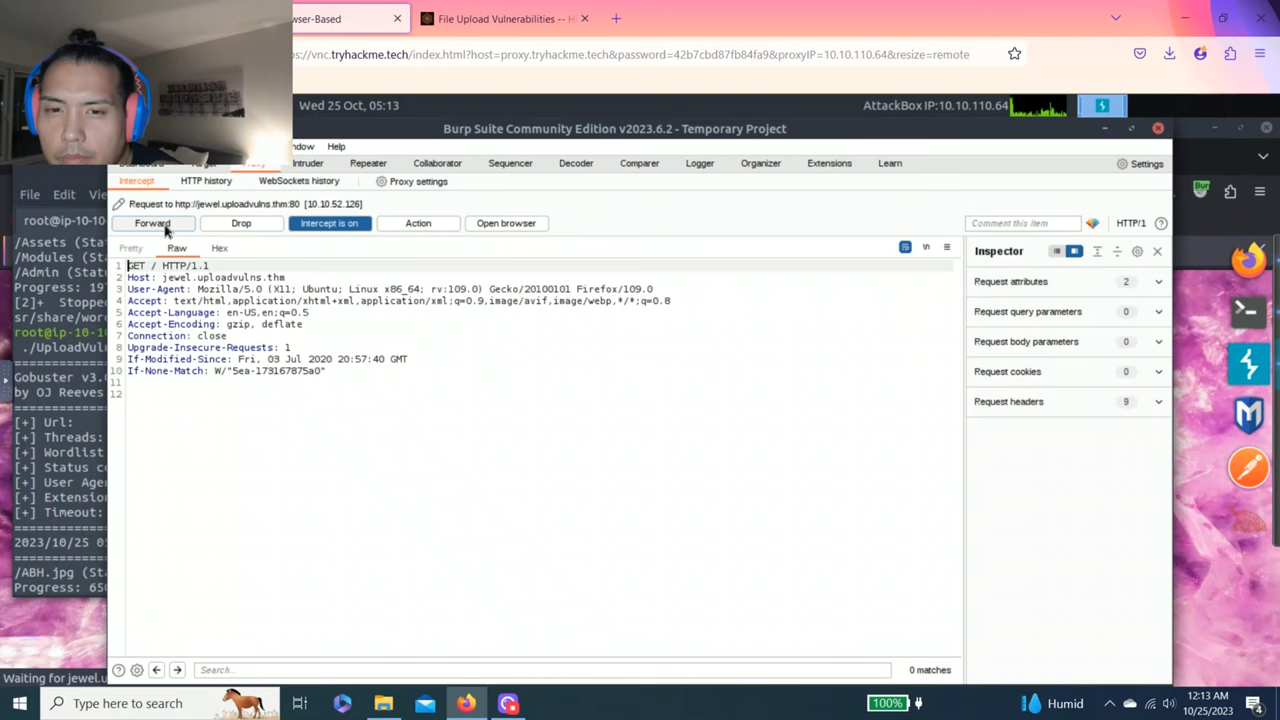 wser-Based
File Upload Vulnerabilities -- H
s://vnc.tryhackme.tech/index.html?host=proxy.tryhackme.tech&password=42b7cbd87fb84fa9&proxyIP=10.10.110.64&resize=remote
Wed 25 Oct, 05:13
AttackBox IP:10.10.110.64
Burp Suite Community Edition v2023.6.2 - Temporary Project
ndow Help
Intruder Repeater Collaborator Sequencer Decoder Comparer Logger Organizer Extensions Learn Settings
Intercept HTTP history WebSockets history Proxy settings
File Edit
Request to http://jewel.uploadvulns.thm:80 [10.10.52.126]
root@ip-10-10
Forward Drop Intercept is on Action Open browser Comment this item HTTP/1
/Assets (Sta
/Modules (St
/Admin (Stat
Progress: 197
[2]+ Stopped
sr/share/word
root@ip-10-10
./UploadVuln
Gobuster v3.0
by OJ Reeves
[+] Url:
[+] Threads:
[+] Wordlist
[+] Status co
[+] User Agen
[+] Extension
[+] Timeout:
2023/10/25 05
/ABH.jpg (Sta
Progress: 650
Waiting for jewel.u
Pretty Raw Hex
\n
1 GET / HTTP/1.1
2 Host: jewel.uploadvulns.thm
3 User-Agent: Mozilla/5.0 (X11; Ubuntu; Linux x86_64; rv:109.0) Gecko/20100101 Firefox/109.0
4 Accept: text/html,application/xhtml+xml,application/xml;q=0.9,image/avif,image/webp,*/*;q=0.8
5 Accept-Language: en-US,en;q=0.5
6 Accept-Encoding: gzip, deflate
7 Connection: close
8 Upgrade-Insecure-Requests: 1
9 If-Modified-Since: Fri, 03 Jul 2020 20:57:40 GMT
10 If-None-Match: W/"5ea-173167875a0"
11
12
Inspector
Request attributes 2
Request query parameters 0
Request body parameters 0
Request cookies 0
Request headers 9
Search...
0 matches
Type here to search
100%
Humid
12:13 AM
10/25/2023
4